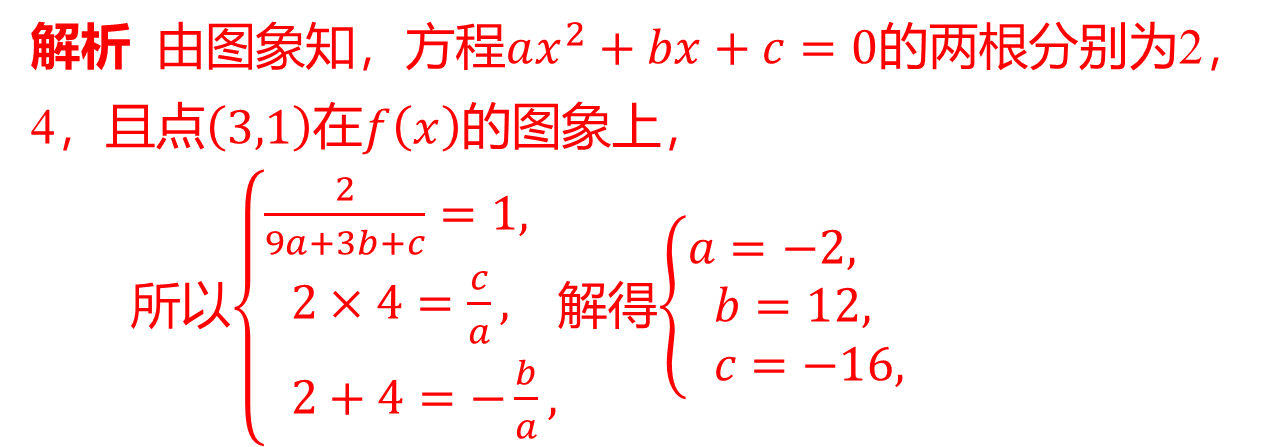 解析 由图象知，方程ax² + bx + c = 0的两根分别为2，
4，且点(3,1)在f(x)的图象上，
所以{2/(9a+3b+c) = 1, 2 × 4 = c/a, 2 + 4 = −b/a, 解得{a = −2, b = 12, c = −16,